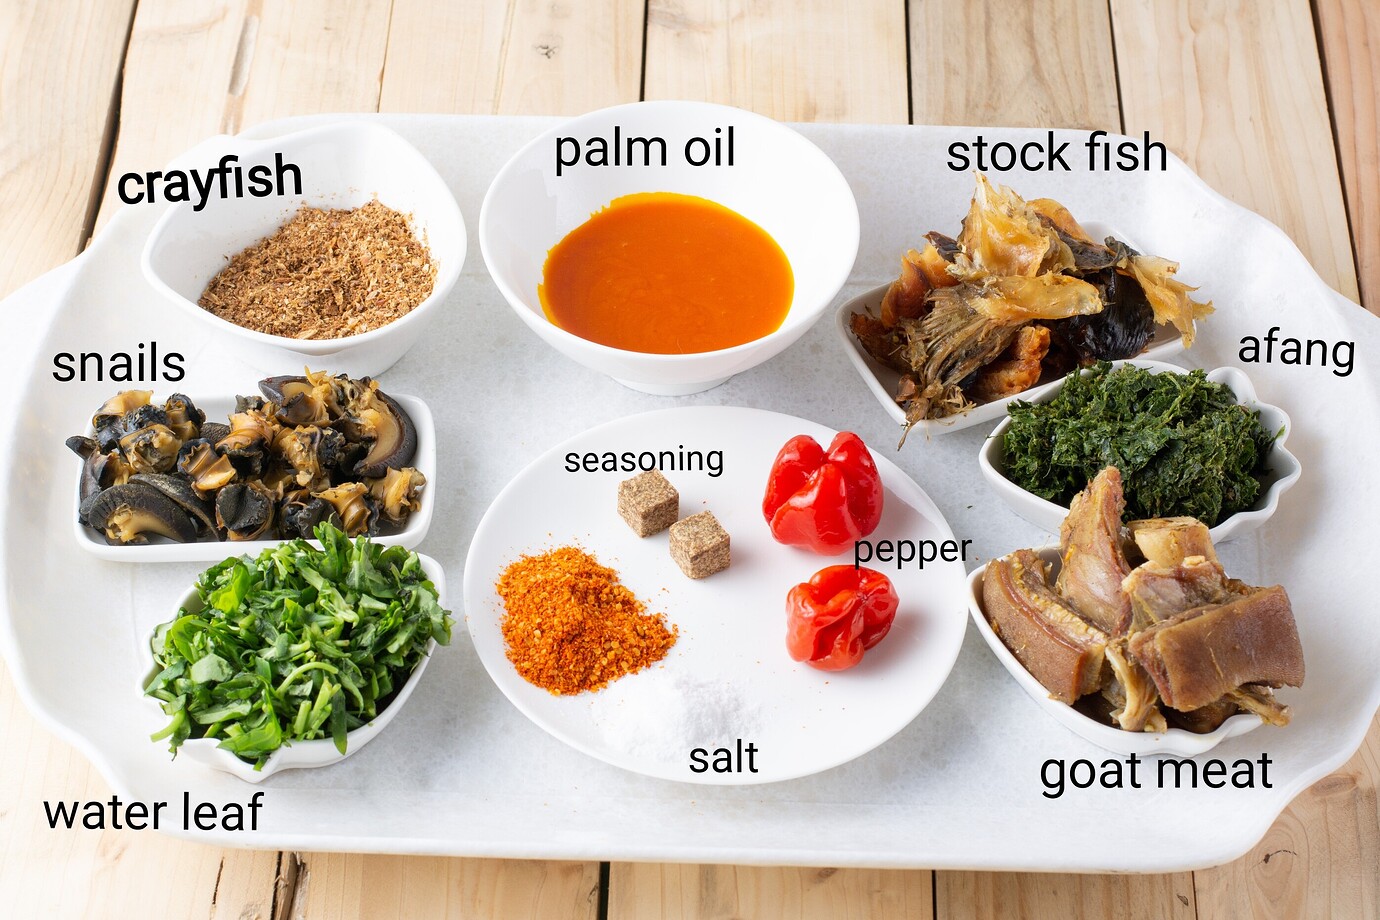 crayfish
palm oil
stock fish
snails
afang
seasoning
pepper
water leaf
salt
goat meat